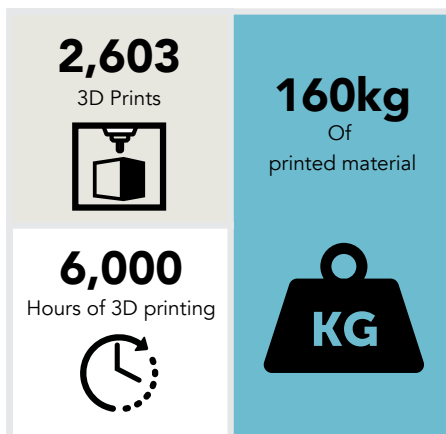 2,603
3D Prints
6,000
Hours of 3D printing
160kg
Of
printed material
KG